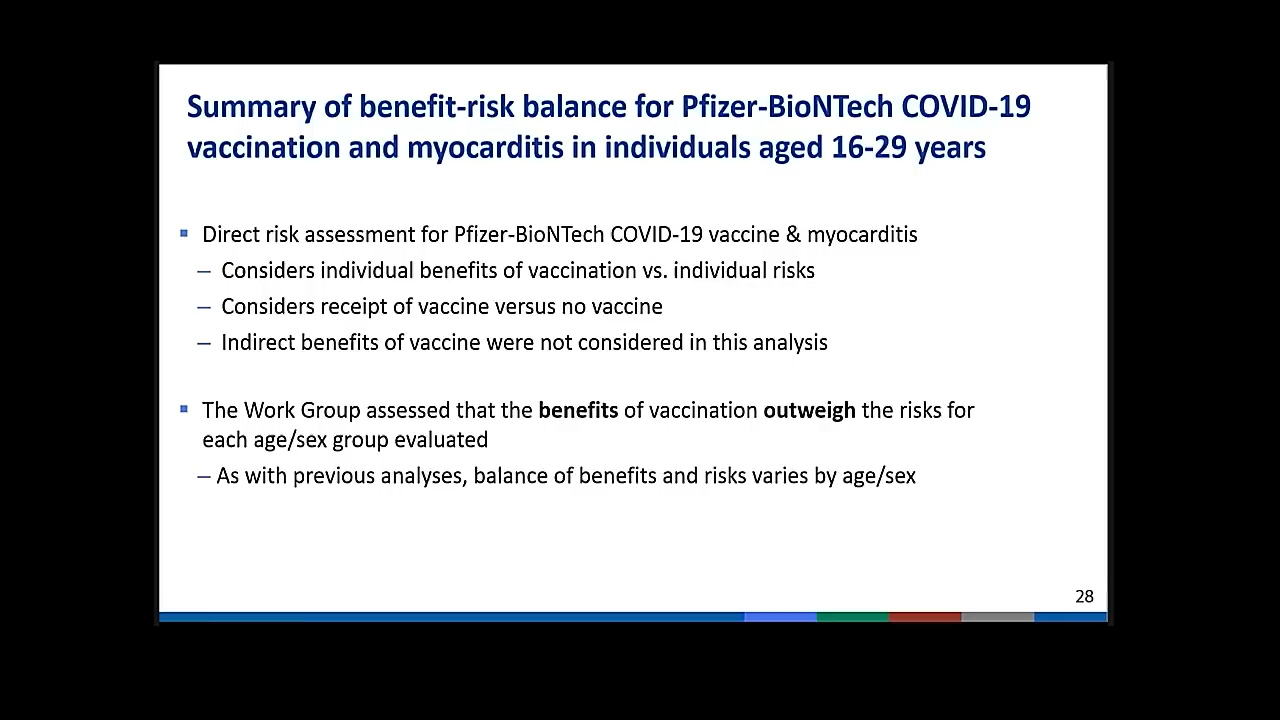 Summary of benefit-risk balance for Pfizer-BioNTech COVID-19
vaccination and myocarditis in individuals aged 16-29 years
▪ Direct risk assessment for Pfizer-BioNTech COVID-19 vaccine & myocarditis
– Considers individual benefits of vaccination vs. individual risks
– Considers receipt of vaccine versus no vaccine
– Indirect benefits of vaccine were not considered in this analysis
▪ The Work Group assessed that the benefits of vaccination outweigh the risks for
each age/sex group evaluated
– As with previous analyses, balance of benefits and risks varies by age/sex
28